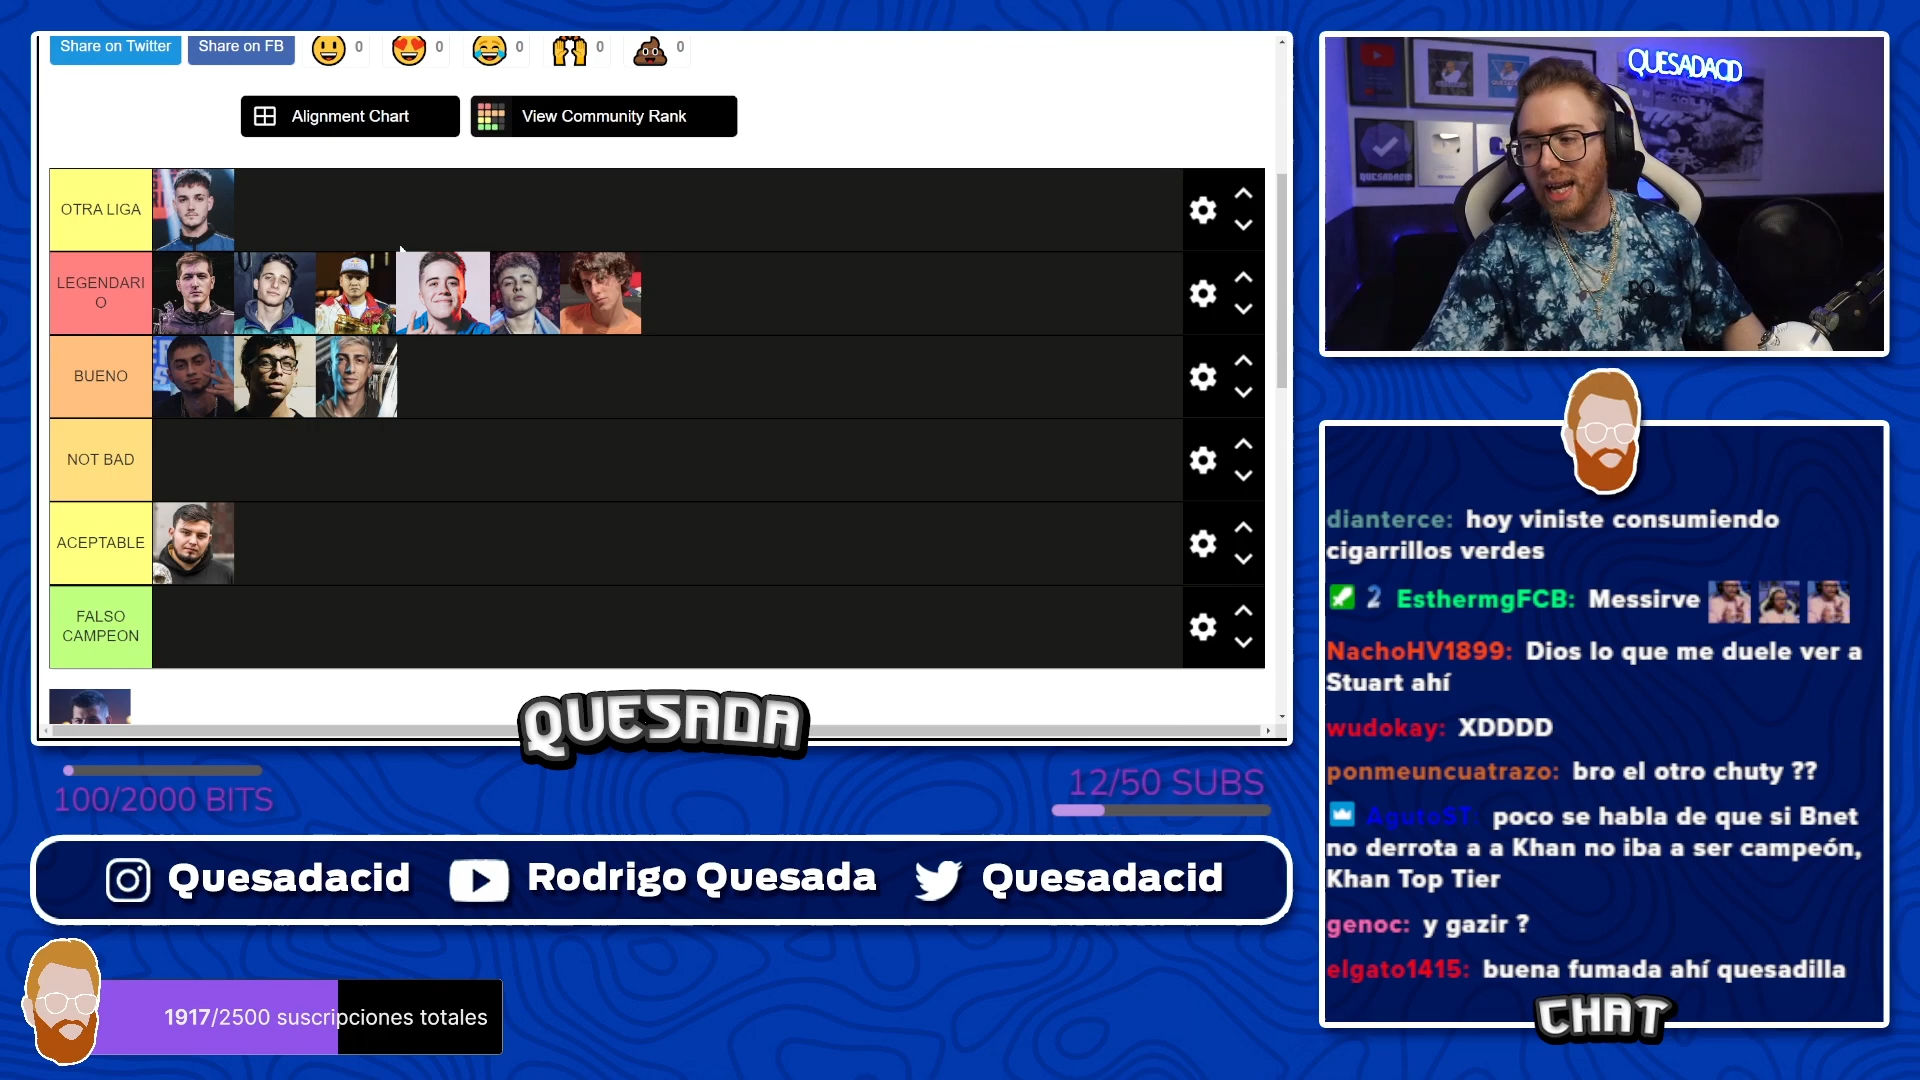 Share on Twitter
Share on FB
0
0
0
0
0
Alignment Chart
View Community Rank
OTRA LIGA
LEGENDARI
O
BUENO
NOT BAD
ACEPTABLE
FALSO
CAMPEON
QUESADA
100/2000 BITS
12/50 SUBS
Quesadacid
Rodrigo Quesada
Quesadacid
1917/2500 suscripciones totales
QUESADACID
QUESADACID
dianterce: hoy viniste consumiendo
cigarrillos verdes
2 EsthermgFCB: Messirve
NachoHV1899: Dios lo que me duele ver a
Stuart ahí
wudokay: XDDDD
ponmeuncuatrazo: bro el otro chuty ??
AgutoST: poco se habla de que si Bnet
no derrota a a Khan no iba a ser campeón,
Khan Top Tier
genoc: y gazir ?
elgato1415: buena fumada ahí quesadilla
CHAT